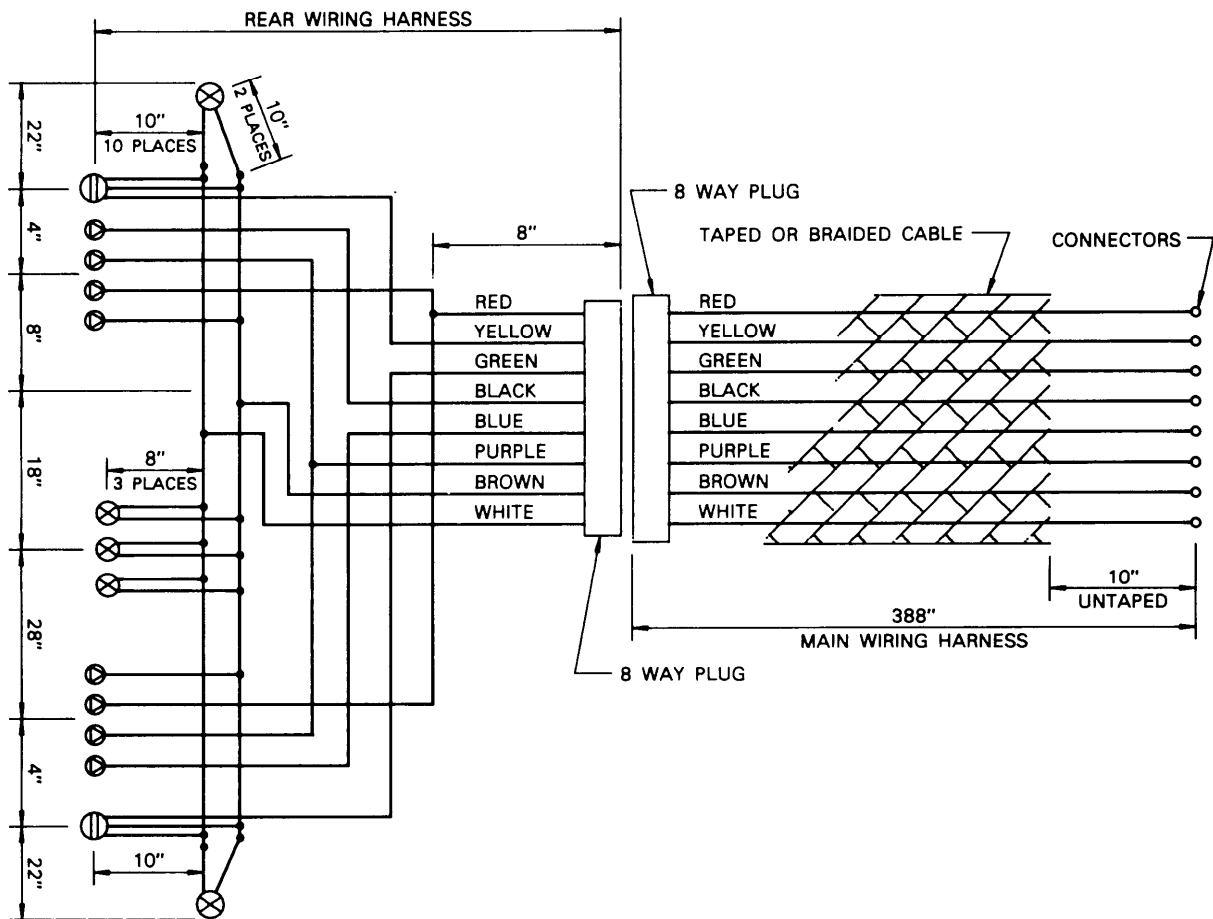 REAR WIRING HARNESS
10"
2 PLACES
10"
10 PLACES
22"
4"
8"
18"
28"
4"
22"
8"
8 WAY PLUG
TAPED OR BRAIDED CABLE
CONNECTORS
RED
YELLOW
GREEN
BLACK
BLUE
PURPLE
BROWN
WHITE
RED
YELLOW
GREEN
BLACK
BLUE
PURPLE
BROWN
WHITE
8"
3 PLACES
10"
UNTAPED
388"
MAIN WIRING HARNESS
8 WAY PLUG
10"